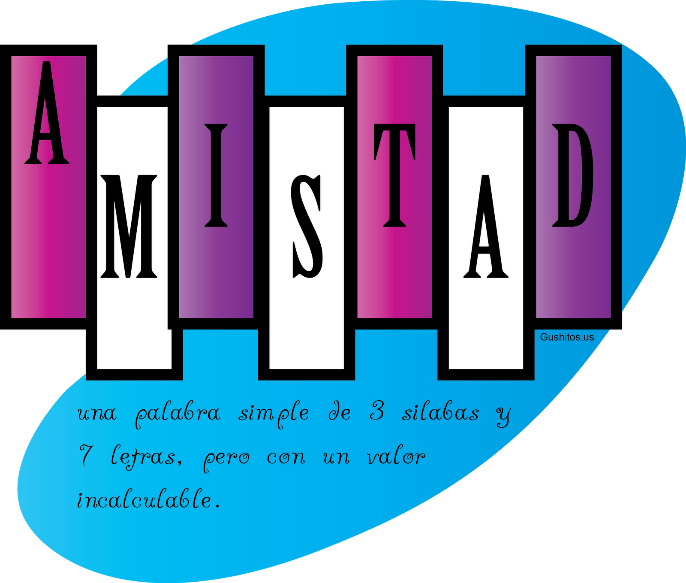 AMISTAD
Gushitos.us
una palabra simple de 3 silabas y
7 letras, pero con un valor
incalculable.